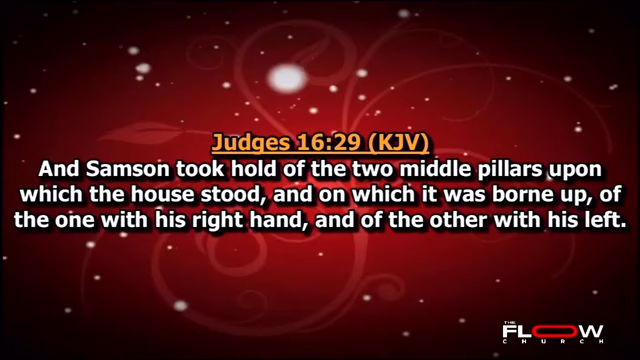 Judges 16:29 (KJV)
And Samson took hold of the two middle pillars upon
which the house stood, and on which it was borne up, of
the one with his right hand, and of the other with his left.
THE
FLOW
CHURCH